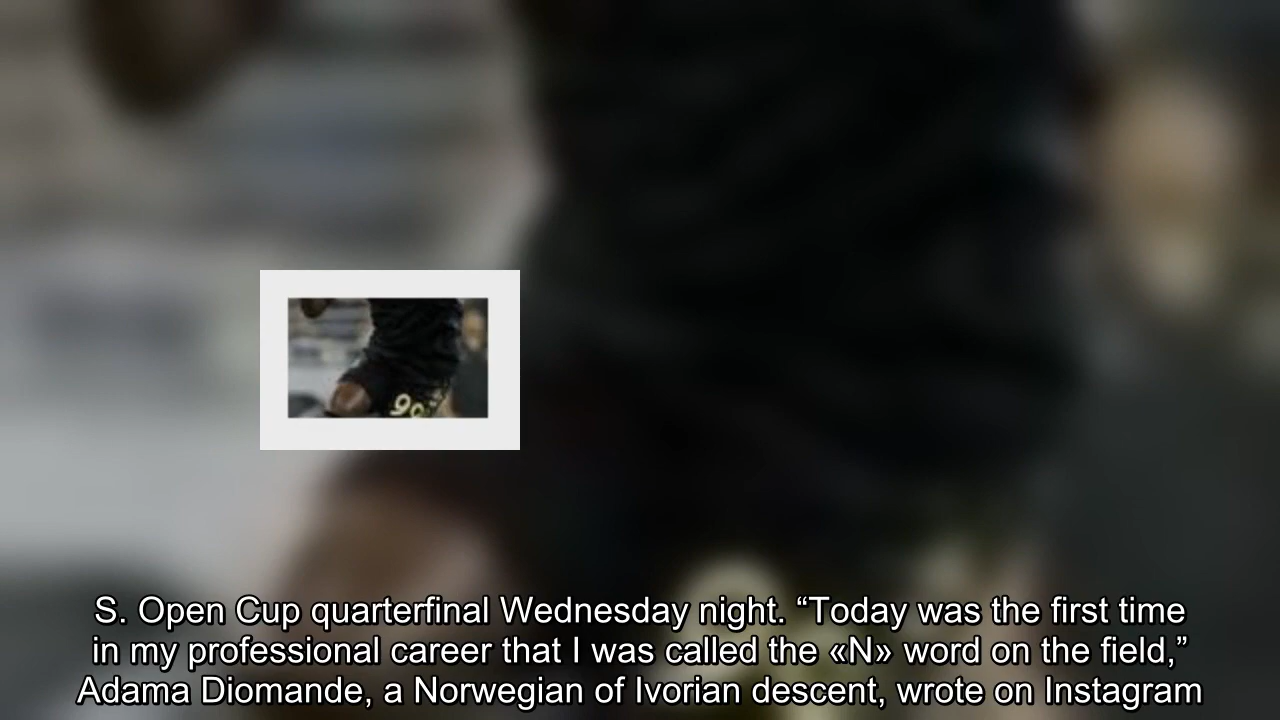 99
S. Open Cup quarterfinal Wednesday night. “Today was the first time
in my professional career that I was called the «N» word on the field,”
Adama Diomande, a Norwegian of Ivorian descent, wrote on Instagram